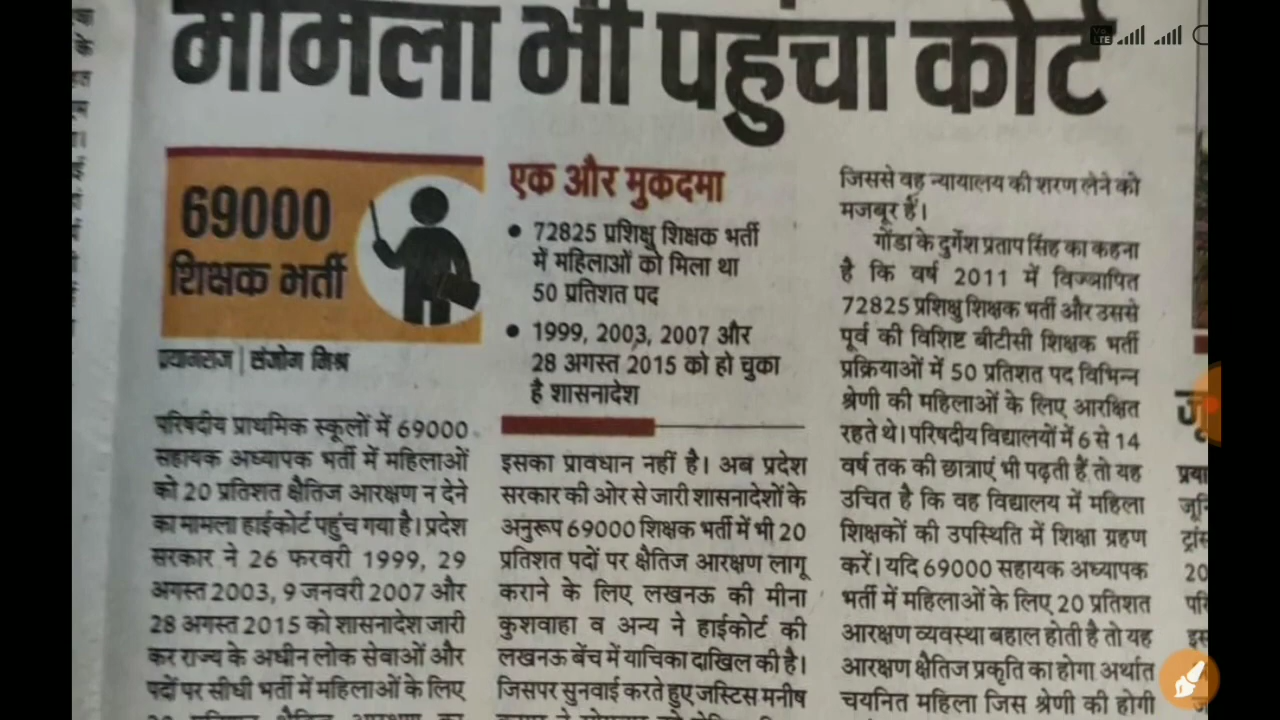 मामला भी पहुंचा कोर्ट
69000
शिक्षक भर्ती
प्रयागराज | संजोग मिश्र
परिषदीय प्राथमिक स्कूलों में 69000
सहायक अध्यापक भर्ती में महिलाओं
को 20 प्रतिशत क्षैतिज आरक्षण न देने
का मामला हाईकोर्ट पहुंच गया है। प्रदेश
सरकार ने 26 फरवरी 1999, 29
अगस्त 2003, 9 जनवरी 2007 और
28 अगस्त 2015 को शासनादेश जारी
कर राज्य के अधीन लोक सेवाओं और
पदों पर सीधी भर्ती में महिलाओं के लिए
एक और मुकदमा
• 72825 प्रशिक्षु शिक्षक भर्ती
में महिलाओं को मिला था
50 प्रतिशत पद
• 1999, 2003, 2007 और
28 अगस्त 2015 को हो चुका
है शासनादेश
इसका प्रावधान नहीं है। अब प्रदेश
सरकार की ओर से जारी शासनादेशों के
अनुरूप 69000 शिक्षक भर्ती में भी 20
प्रतिशत पदों पर क्षैतिज आरक्षण लागू
कराने के लिए लखनऊ की मीना
कुशवाहा व अन्य ने हाईकोर्ट की
लखनऊ बेंच में याचिका दाखिल की है।
जिसपर सुनवाई करते हुए जस्टिस मनीष
जिससे वह न्यायालय की शरण लेने को
मजबूर हैं।
गोंडा के दुर्गेश प्रताप सिंह का कहना
है कि वर्ष 2011 में विज्ञापित
72825 प्रशिक्षु शिक्षक भर्ती और उससे
पूर्व की विशिष्ट बीटीसी शिक्षक भर्ती
प्रक्रियाओं में 50 प्रतिशत पद विभिन्न
श्रेणी की महिलाओं के लिए आरक्षित
रहते थे। परिषदीय विद्यालयों में 6 से 14
वर्ष तक की छात्राएं भी पढ़ती हैं तो यह
उचित है कि वह विद्यालय में महिला
शिक्षकों की उपस्थिति में शिक्षा ग्रहण
करें। यदि 69000 सहायक अध्यापक
भर्ती में महिलाओं के लिए 20 प्रतिशत
आरक्षण व्यवस्था बहाल होती है तो यह
आरक्षण क्षैतिज प्रकृति का होगा अर्थात
चयनित महिला जिस श्रेणी की होगी